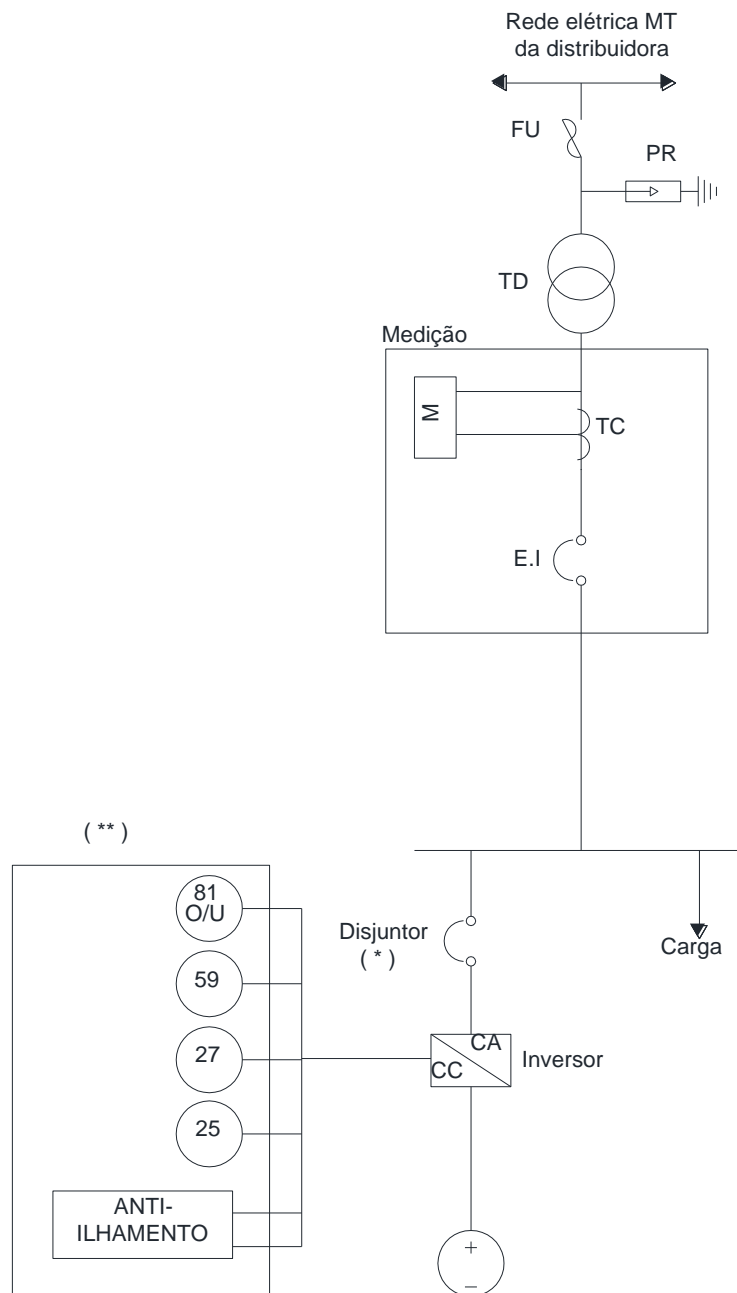 Rede elétrica MT
da distribuidora
FU
PR
TD
Medição
M
TC
E.I
( ** )
81
O/U
59
27
25
ANTI-
ILHAMENTO
Disjuntor
( * )
Carga
CA
CC
Inversor
+
−